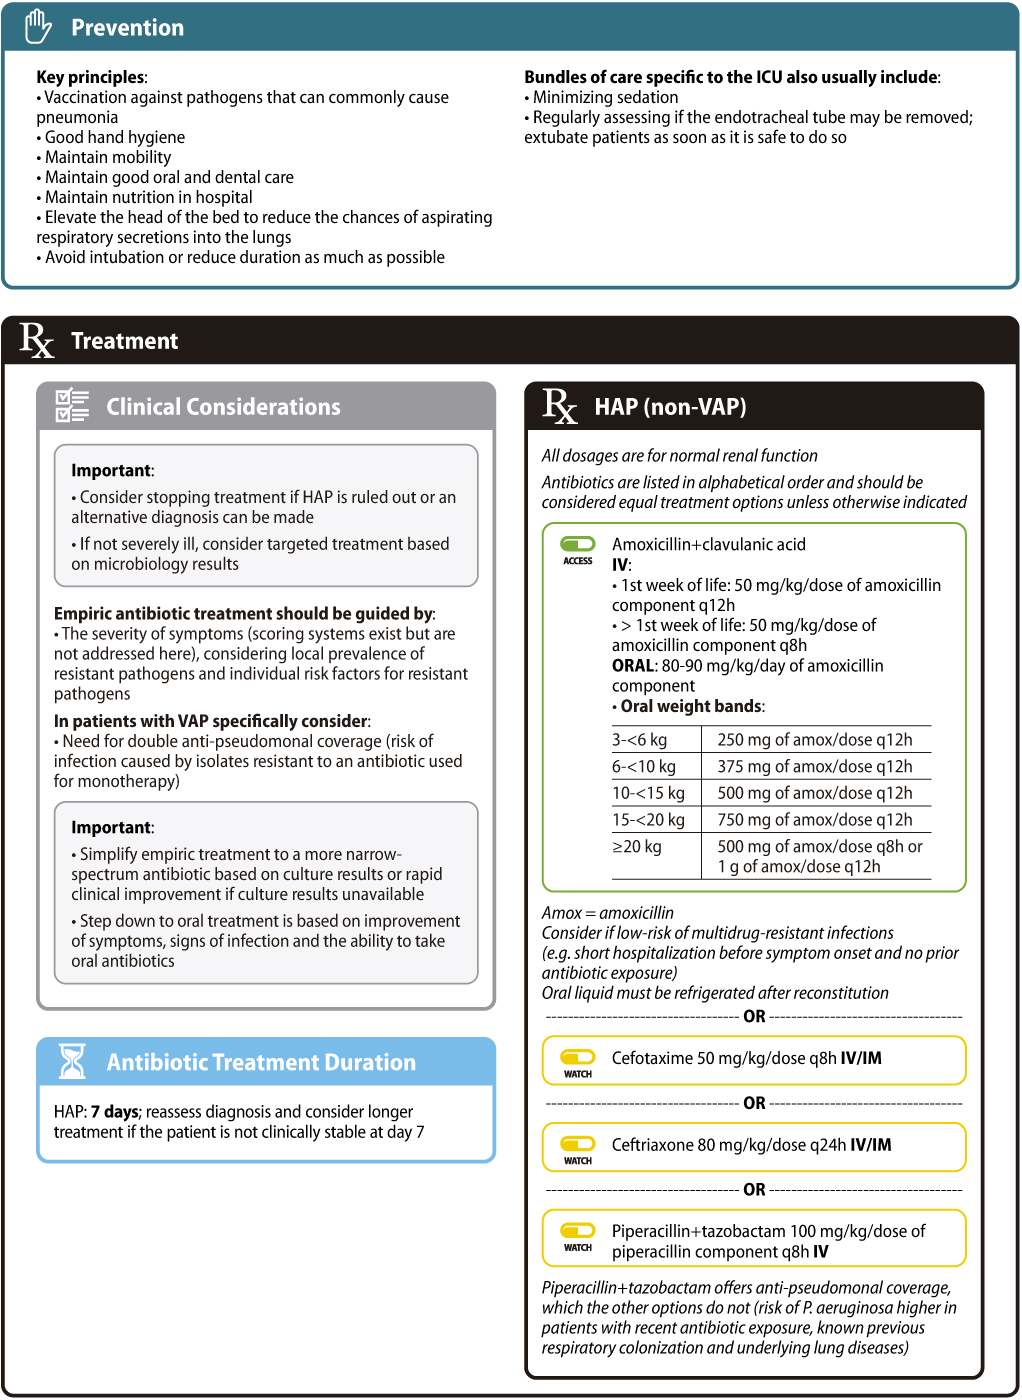 Prevention
Key principles:
• Vaccination against pathogens that can commonly cause
pneumonia
• Good hand hygiene
• Maintain mobility
• Maintain good oral and dental care
• Maintain nutrition in hospital
• Elevate the head of the bed to reduce the chances of aspirating
respiratory secretions into the lungs
• Avoid intubation or reduce duration as much as possible
Bundles of care specific to the ICU also usually include:
• Minimizing sedation
• Regularly assessing if the endotracheal tube may be removed;
extubate patients as soon as it is safe to do so
Rx Treatment
Clinical Considerations
Important:
• Consider stopping treatment if HAP is ruled out or an
alternative diagnosis can be made
• If not severely ill, consider targeted treatment based
on microbiology results
Empiric antibiotic treatment should be guided by:
• The severity of symptoms (scoring systems exist but are
not addressed here), considering local prevalence of
resistant pathogens and individual risk factors for resistant
pathogens
In patients with VAP specifically consider:
• Need for double anti-pseudomonal coverage (risk of
infection caused by isolates resistant to an antibiotic used
for monotherapy)
Important:
• Simplify empiric treatment to a more narrow-
spectrum antibiotic based on culture results or rapid
clinical improvement if culture results unavailable
• Step down to oral treatment is based on improvement
of symptoms, signs of infection and the ability to take
oral antibiotics
Antibiotic Treatment Duration
HAP: 7 days; reassess diagnosis and consider longer
treatment if the patient is not clinically stable at day 7
Rx HAP (non-VAP)
All dosages are for normal renal function
Antibiotics are listed in alphabetical order and should be
considered equal treatment options unless otherwise indicated
ACCESS
Amoxicillin+clavulanic acid
IV:
• 1st week of life: 50 mg/kg/dose of amoxicillin
component q12h
• > 1st week of life: 50 mg/kg/dose of
amoxicillin component q8h
ORAL: 80-90 mg/kg/day of amoxicillin
component
• Oral weight bands:
3-<6 kg 250 mg of amox/dose q12h
6-<10 kg 375 mg of amox/dose q12h
10-<15 kg 500 mg of amox/dose q12h
15-<20 kg 750 mg of amox/dose q12h
≥20 kg 500 mg of amox/dose q8h or
1 g of amox/dose q12h
Amox = amoxicillin
Consider if low-risk of multidrug-resistant infections
(e.g. short hospitalization before symptom onset and no prior
antibiotic exposure)
Oral liquid must be refrigerated after reconstitution
OR
WATCH
Cefotaxime 50 mg/kg/dose q8h IV/IM
OR
WATCH
Ceftriaxone 80 mg/kg/dose q24h IV/IM
OR
WATCH
Piperacillin+tazobactam 100 mg/kg/dose of
piperacillin component q8h IV
Piperacillin+tazobactam offers anti-pseudomonal coverage,
which the other options do not (risk of P. aeruginosa higher in
patients with recent antibiotic exposure, known previous
respiratory colonization and underlying lung diseases)